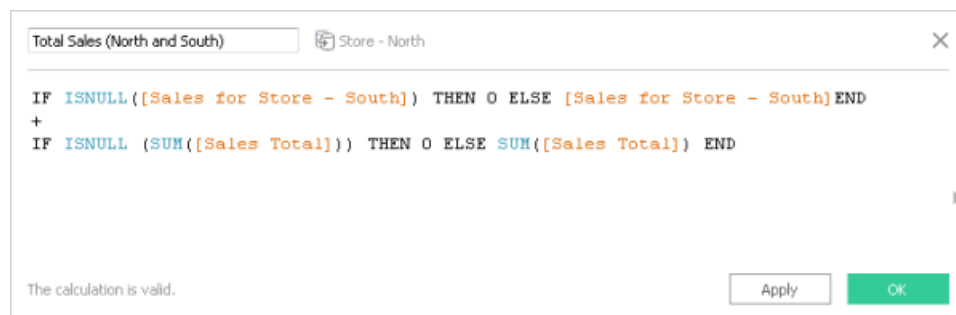 Total Sales (North and South) Store - North
IF ISNULL([Sales for Store - South]) THEN 0 ELSE [Sales for Store - South]END
+
IF ISNULL (SUM([Sales Total])) THEN 0 ELSE SUM([Sales Total]) END
The calculation is valid. Apply OK